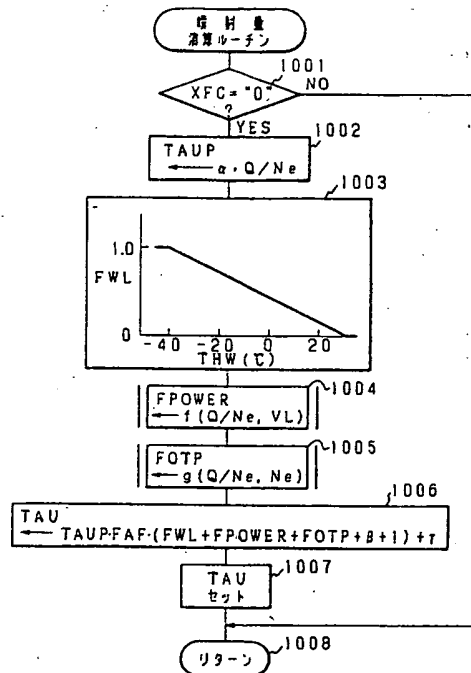 噴射量
演算ルーチン
1001
XFC="0"
?
NO
YES
1002
TAUP
← α・Q/Ne
1003
1.0
FWL
0
-40 -20 0 20
THW(℃)
1004
FPOWER
← f(Q/Ne, VL)
1005
FOTP
← g(Q/Ne, Ne)
1006
TAU
← TAUP・FAF・(FWL+FPOWER+FOTP+β+1)+γ
1007
TAU
セット
リターン
1008